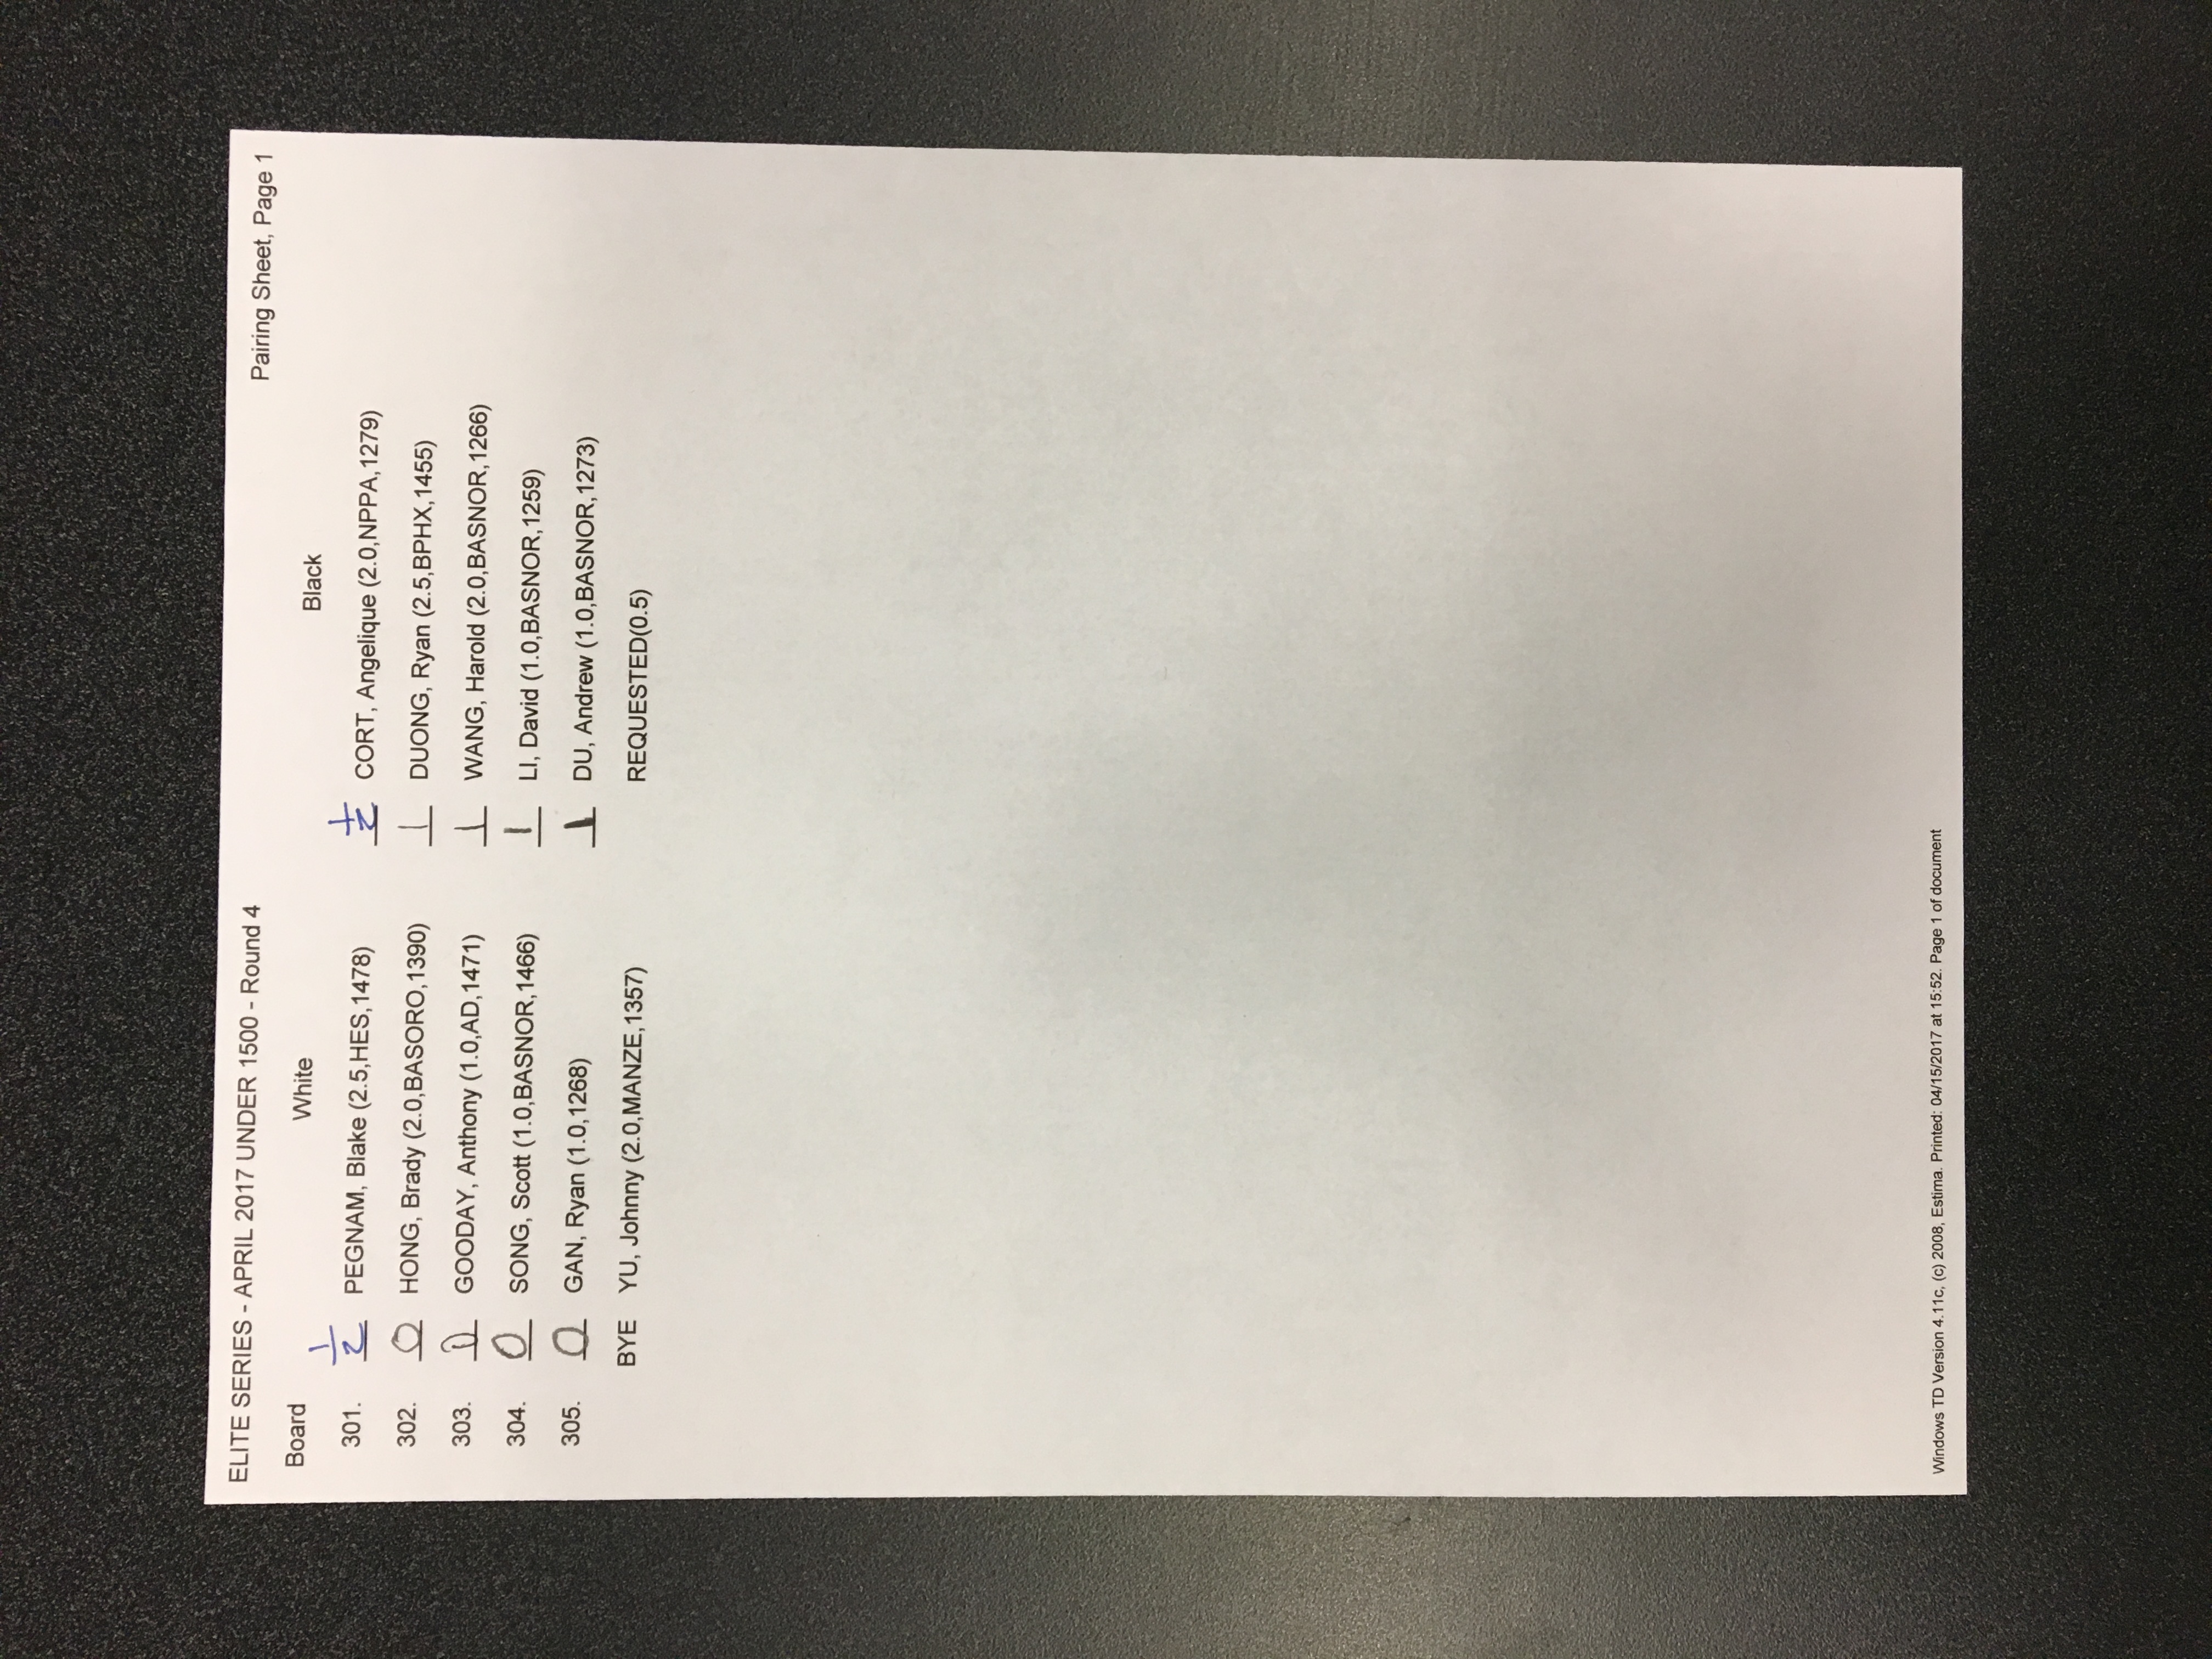 ELITE SERIES - APRIL 2017 UNDER 1500 - Round 4 Pairing Sheet, Page 1
Board White Black
301. 1/2 PEGNAM, Blake (2.5,HES,1478) 1/2 CORT, Angelique (2.0,NPPA,1279)
302. 0 HONG, Brady (2.0,BASORO,1390) 1 DUONG, Ryan (2.5,BPHX,1455)
303. 0 GOODAY, Anthony (1.0,AD,1471) 1 WANG, Harold (2.0,BASNOR,1266)
304. 0 SONG, Scott (1.0,BASNOR,1466) 1 LI, David (1.0,BASNOR,1259)
305. 0 GAN, Ryan (1.0,1268) 1 DU, Andrew (1.0,BASNOR,1273)
BYE YU, Johnny (2.0,MANZE,1357) REQUESTED(0.5)
Windows TD Version 4.11c, (c) 2008, Estima. Printed: 04/15/2017 at 15:52. Page 1 of document